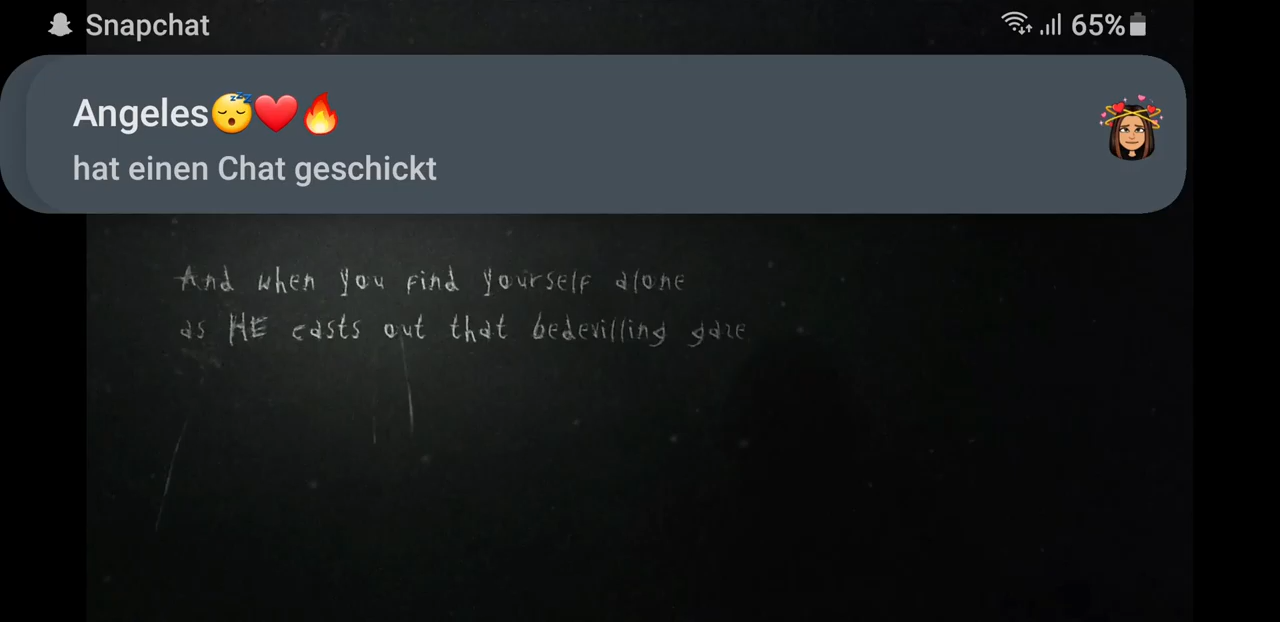 Snapchat 65%
Angeles😴❤️🔥
hat einen Chat geschickt
And when you find yourself alone
as HE casts out that bedevilling gaze